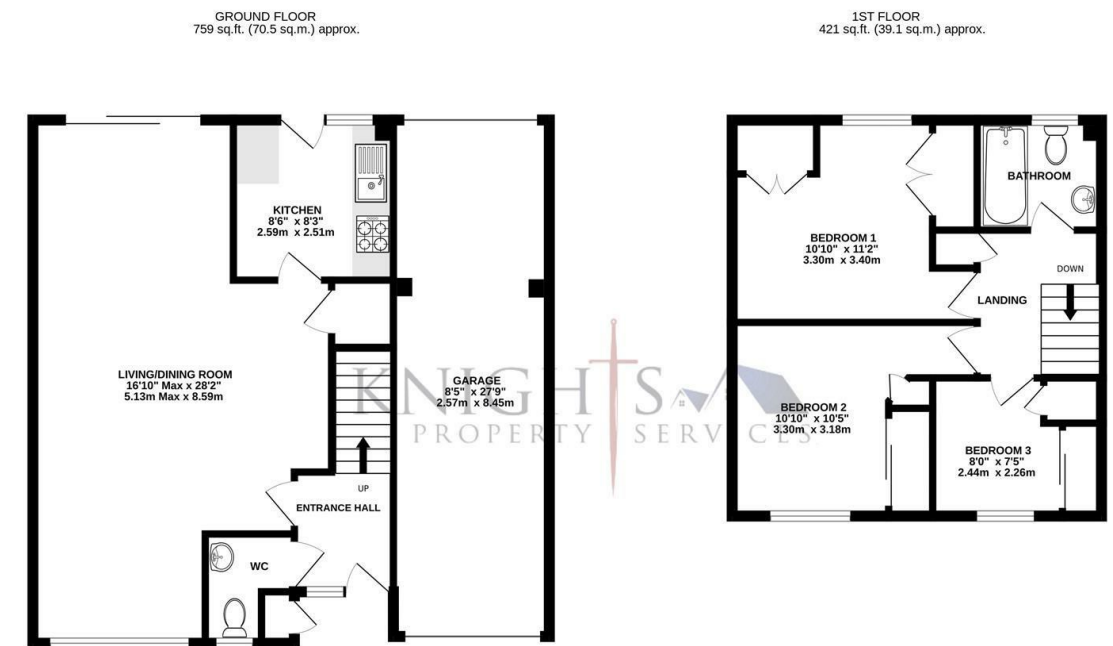 GROUND FLOOR
759 sq.ft. (70.5 sq.m.) approx.
1ST FLOOR
421 sq.ft. (39.1 sq.m.) approx.
KITCHEN
8'6" x 8'3"
2.59m x 2.51m
LIVING/DINING ROOM
16'10" Max x 28'2"
5.13m Max x 8.59m
GARAGE
8'5" x 27'9"
2.57m x 8.45m
UP
ENTRANCE HALL
WC
BATHROOM
BEDROOM 1
10'10" x 11'2"
3.30m x 3.40m
DOWN
LANDING
BEDROOM 2
10'10" x 10'5"
3.30m x 3.18m
BEDROOM 3
8'0" x 7'5"
2.44m x 2.26m
KNIGHTS
PROPERTY SERVICES